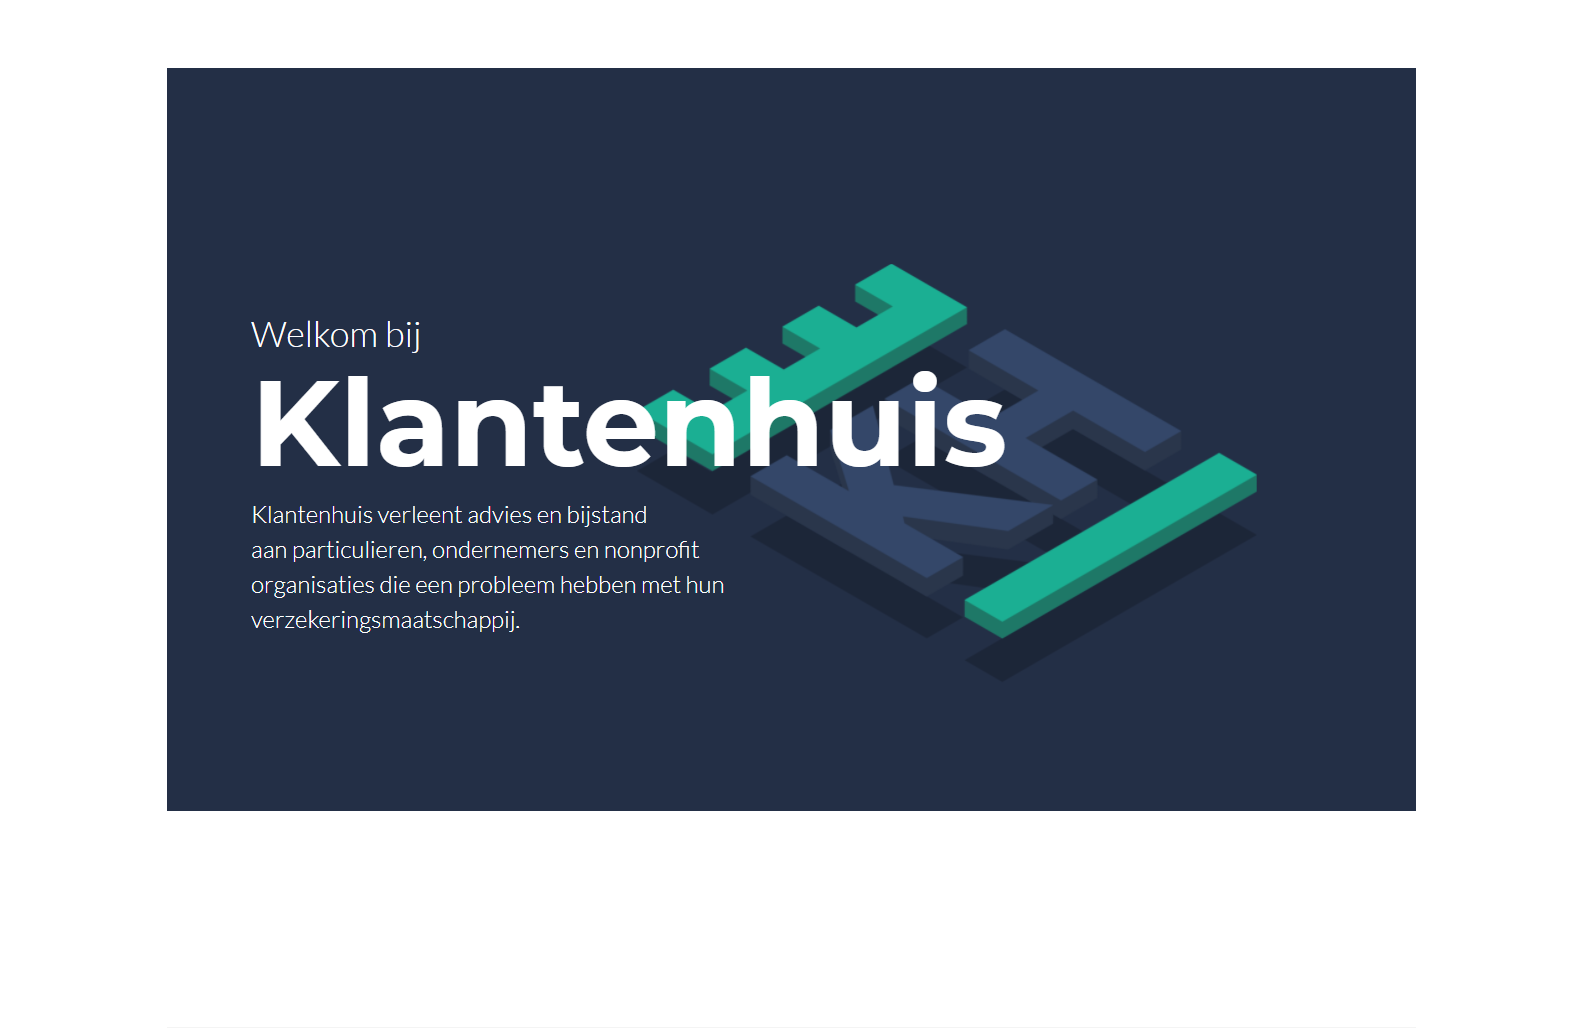 Welkom bij
Klantenhuis
KH
Klantenhuis verleent advies en bijstand
aan particulieren, ondernemers en nonprofit
organisaties die een probleem hebben met hun
verzekeringsmaatschappij.